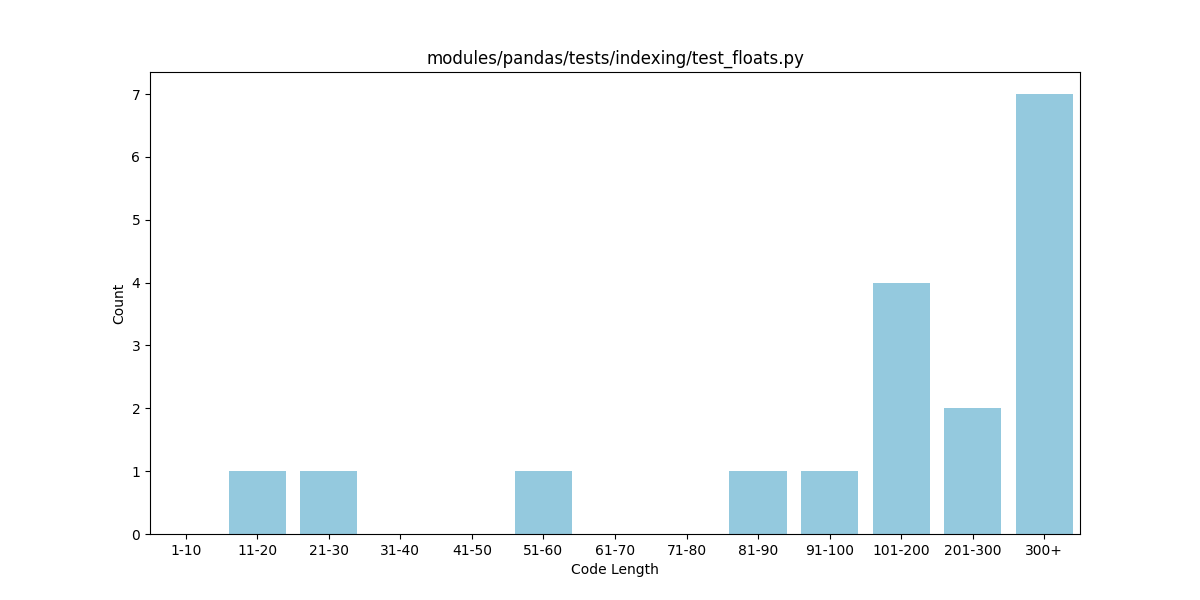 modules/pandas/tests/indexing/test_floats.py
7
6
5
4
3
2
1
0
Count
1-10 11-20 21-30 31-40 41-50 51-60 61-70 71-80 81-90 91-100 101-200 201-300 300+
Code Length